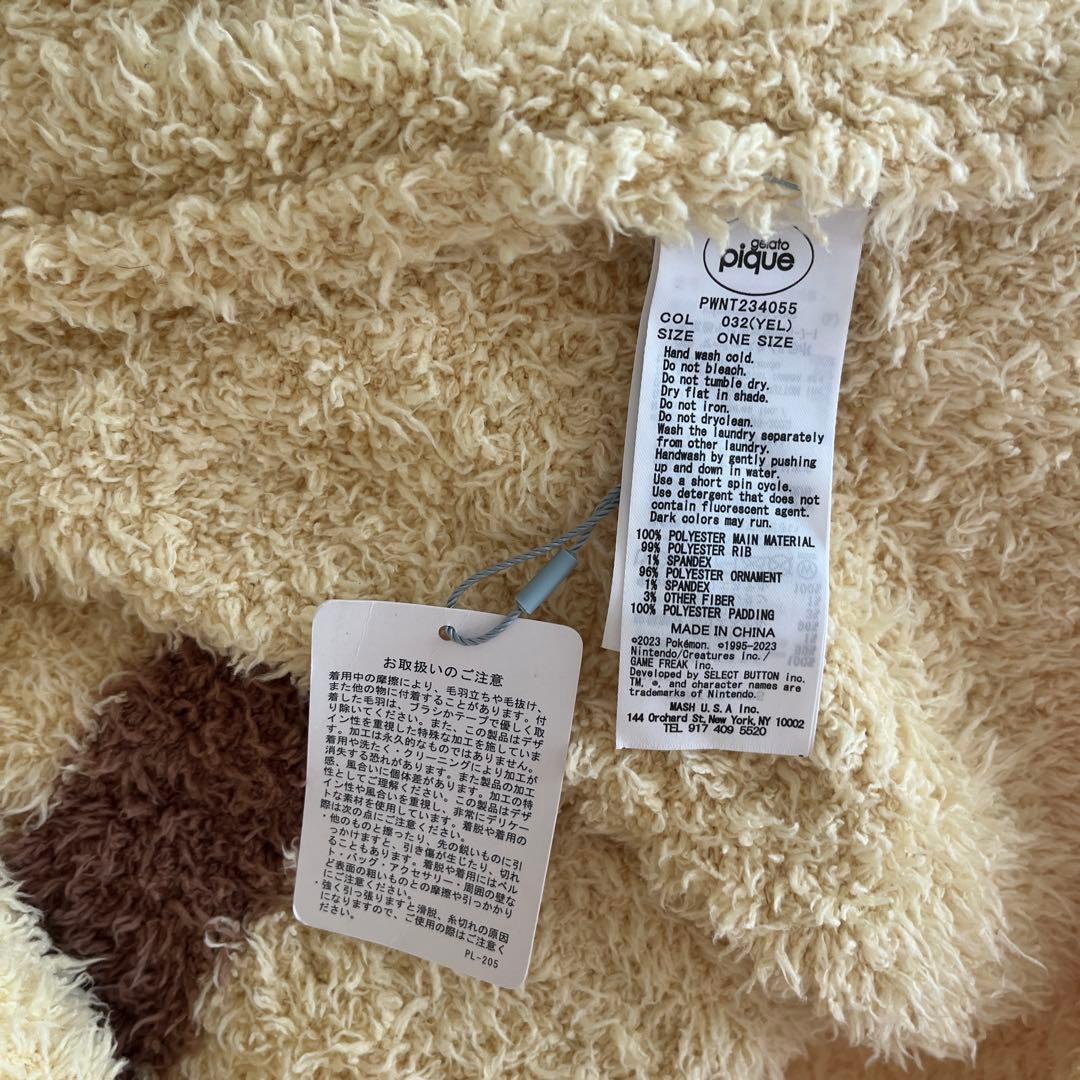 gelato
pique
PWNT234055
COL 032(YEL)
SIZE ONE SIZE
Hand wash cold.
Do not bleach.
Do not tumble dry.
Dry flat in shade.
Do not iron.
Do not dryclean.
Wash the laundry separately
from other laundry.
Handwash by gently pushing
up and down in water.
Use a short spin cycle.
Use detergent that does not
contain fluorescent agent.
Dark colors may run.
100% POLYESTER MAIN MATERIAL
99% POLYESTER RIB
1% SPANDEX
96% POLYESTER ORNAMENT
1% SPANDEX
3% OTHER FIBER
100% POLYESTER PADDING
MADE IN CHINA
©2023 Pokémon. ©1995-2023
Nintendo/Creatures inc./
GAME FREAK inc.
Developed by SELECT BUTTON inc.
TM, ®, and character names are
trademarks of Nintendo.
MASH U.S.A Inc.
144 Orchard St, New York, NY 10002
TEL 917 409 5520
お取扱いのご注意
着用中の摩擦により、毛羽立ちや毛抜け、
また他の物に付着することがあります。付
着した毛羽は、ブラシかテープで優しく取
り除いてください。また、この製品はデザ
イン性を重視した特殊な加工を施していま
す。加工は永久的なものではありません。
着用や洗たく・クリーニングにより加工が
消失する恐れがあります。また製品の加工
感、風合いに個体差があります。加工の特
性としてご理解ください。この製品はデザ
イン性や風合いを重視し、非常にデリケー
トな素材を使用しています。着脱や着用の
際は次の点にご注意ください。
・他のものと擦ったり、先の鋭いものに引
っかけますと、引き傷が生じたり、切れ
ることもあります。着脱や着用にはベル
ト・バッグ・アクセサリー・周囲の壁な
ど表面の粗いものとの摩擦や引っかかり
にご注意ください。
・強く引っ張りますと滑脱、糸切れの原因
になりますので、ご使用の際はご注意く
ださい。
PL-205